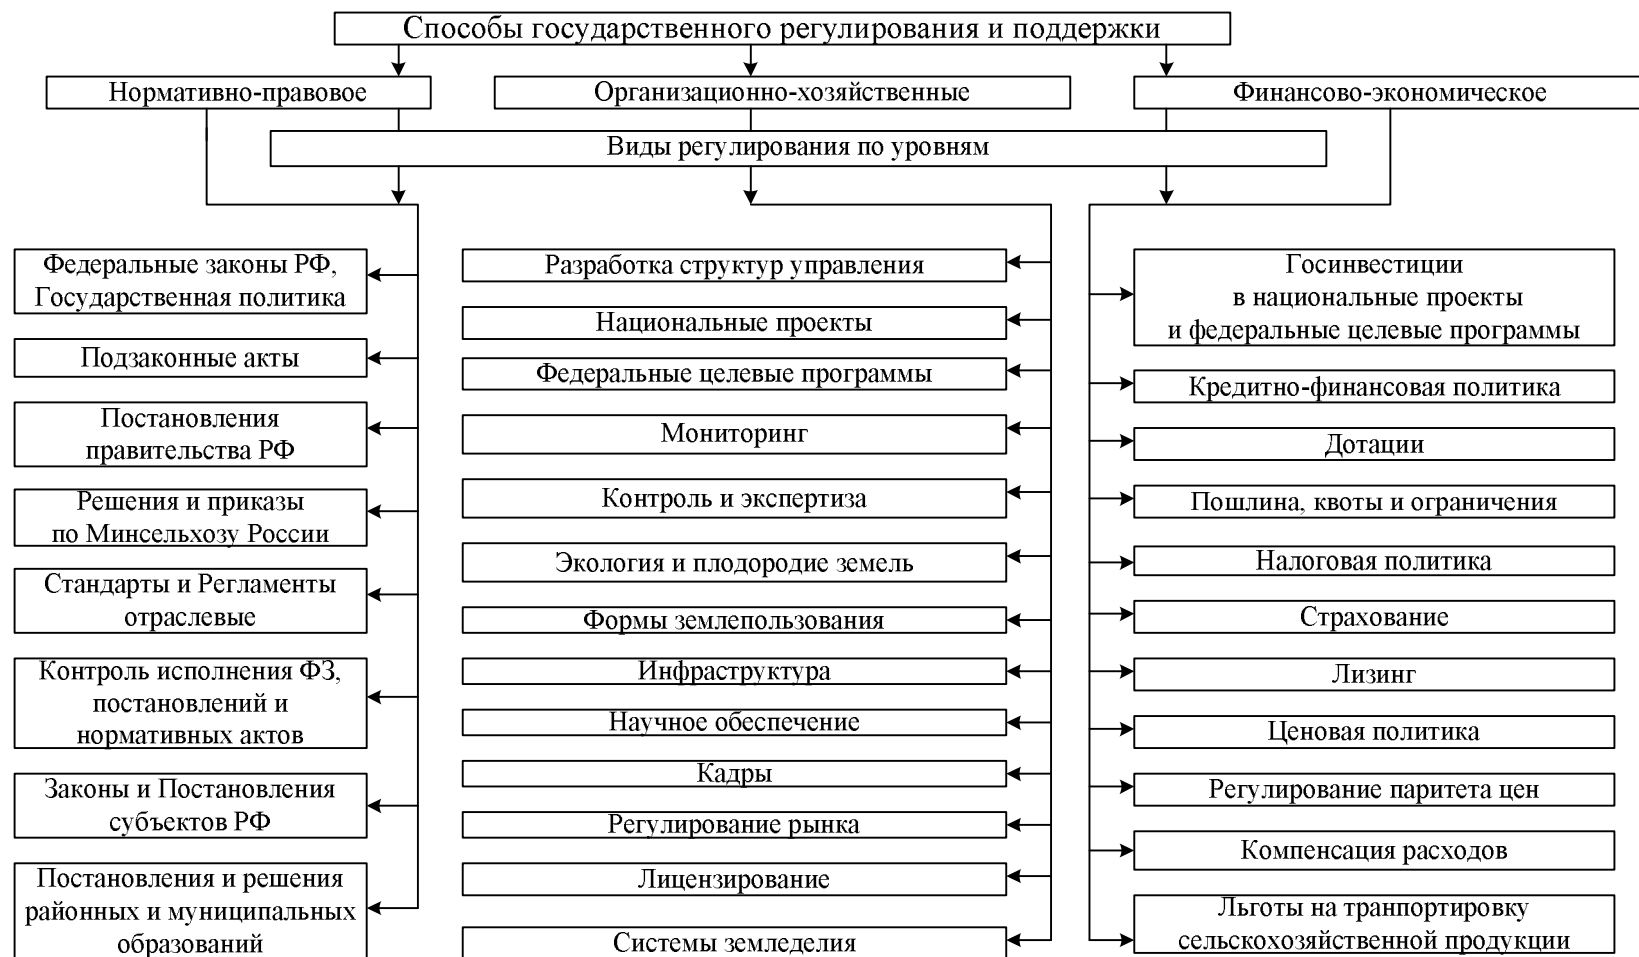 Способы государственного регулирования и поддержки
Нормативно-правовое
Организационно-хозяйственные
Финансово-экономическое
Виды регулирования по уровням
Федеральные законы РФ,
Государственная политика
Подзаконные акты
Постановления
правительства РФ
Решения и приказы
по Минсельхозу России
Стандарты и Регламенты
отраслевые
Контроль исполнения ФЗ,
постановлений и
нормативных актов
Законы и Постановления
субъектов РФ
Постановления и решения
районных и муниципальных
образований
Разработка структур управления
Национальные проекты
Федеральные целевые программы
Мониторинг
Контроль и экспертиза
Экология и плодородие земель
Формы землепользования
Инфраструктура
Научное обеспечение
Кадры
Регулирование рынка
Лицензирование
Системы земледелия
Госинвестиции
в национальные проекты
и федеральные целевые программы
Кредитно-финансовая политика
Дотации
Пошлина, квоты и ограничения
Налоговая политика
Страхование
Лизинг
Ценовая политика
Регулирование паритета цен
Компенсация расходов
Льготы на транпортировку
сельскохозяйственной продукции